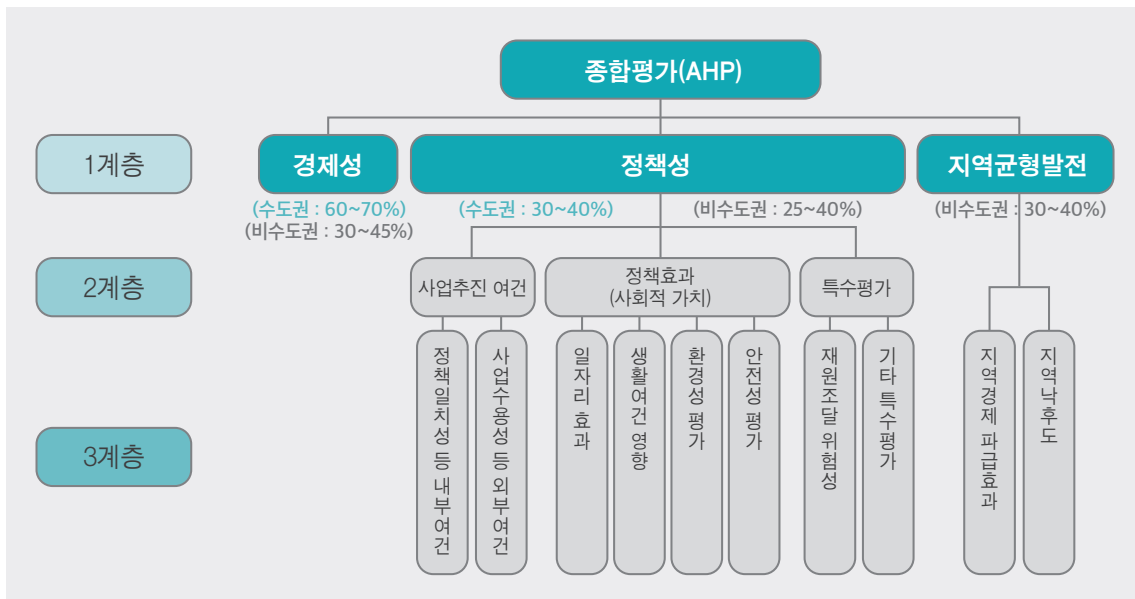 종합평가(AHP)
1계층
경제성
정책성
지역균형발전
(수도권 : 60~70%)
(비수도권 : 30~45%)
(수도권 : 30~40%)
(비수도권 : 25~40%)
(비수도권 : 30~40%)
2계층
사업추진 여건
정책효과
(사회적 가치)
특수평가
3계층
정책일치성 등 내부여건
사업수용성 등 외부여건
일자리 효과
생활여건 영향
환경성 평가
안전성 평가
재원조달 위험성
기타 특수평가
지역경제 파급효과
지역낙후도